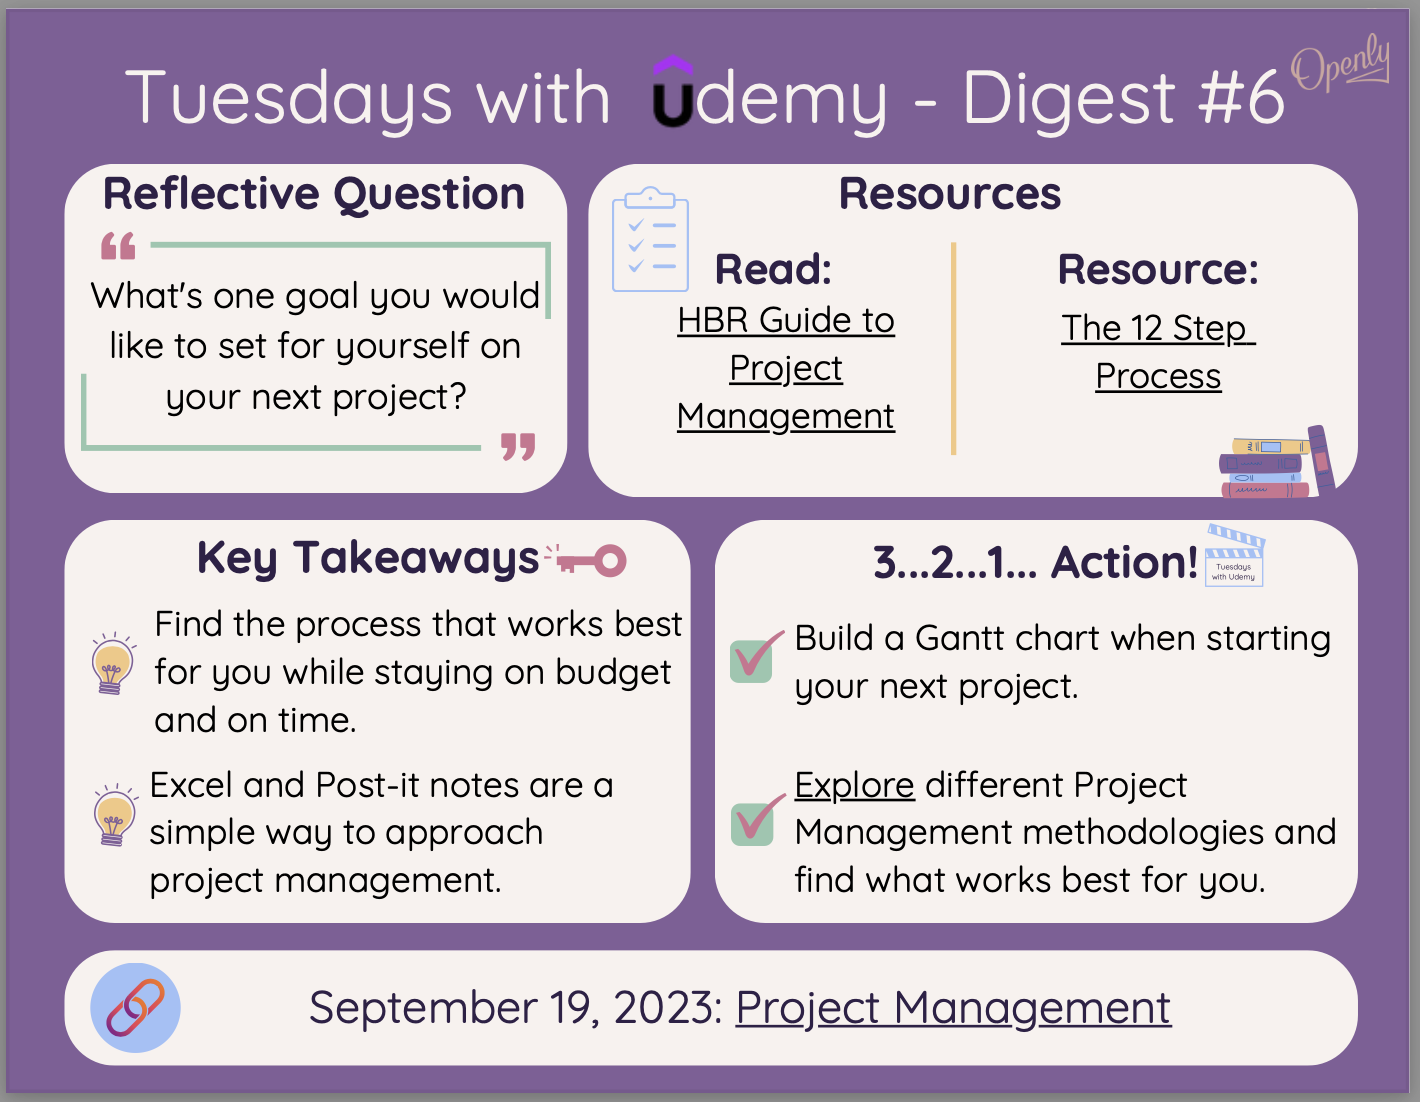 Tuesdays with Udemy - Digest #6
Openly
Reflective Question
What's one goal you would
like to set for yourself on
your next project?
Resources
Read:
HBR Guide to
Project
Management
Resource:
The 12 Step
Process
Key Takeaways
Find the process that works best
for you while staying on budget
and on time.
Excel and Post-it notes are a
simple way to approach
project management.
3...2...1... Action!
Tuesdays
with Udemy
Build a Gantt chart when starting
your next project.
Explore different Project
Management methodologies and
find what works best for you.
September 19, 2023: Project Management